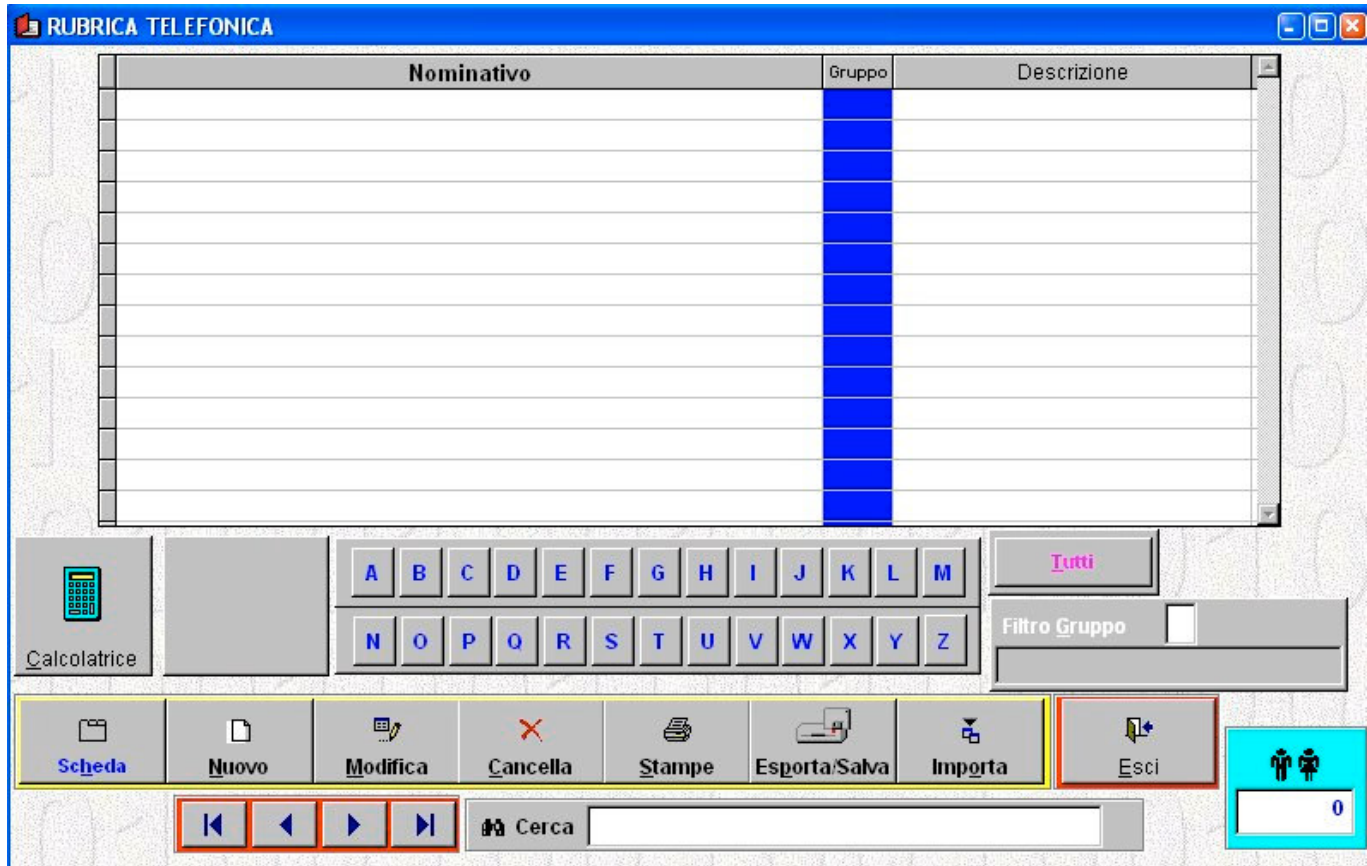 RUBRICA TELEFONICA
Nominativo Gruppo Descrizione
A B C D E F G H I J K L M
Tutti
N O P Q R S T U V W X Y Z
Filtro Gruppo
Calcolatrice
Scheda Nuovo Modifica Cancella Stampe Esporta/Salva Importa Esci
Cerca
0